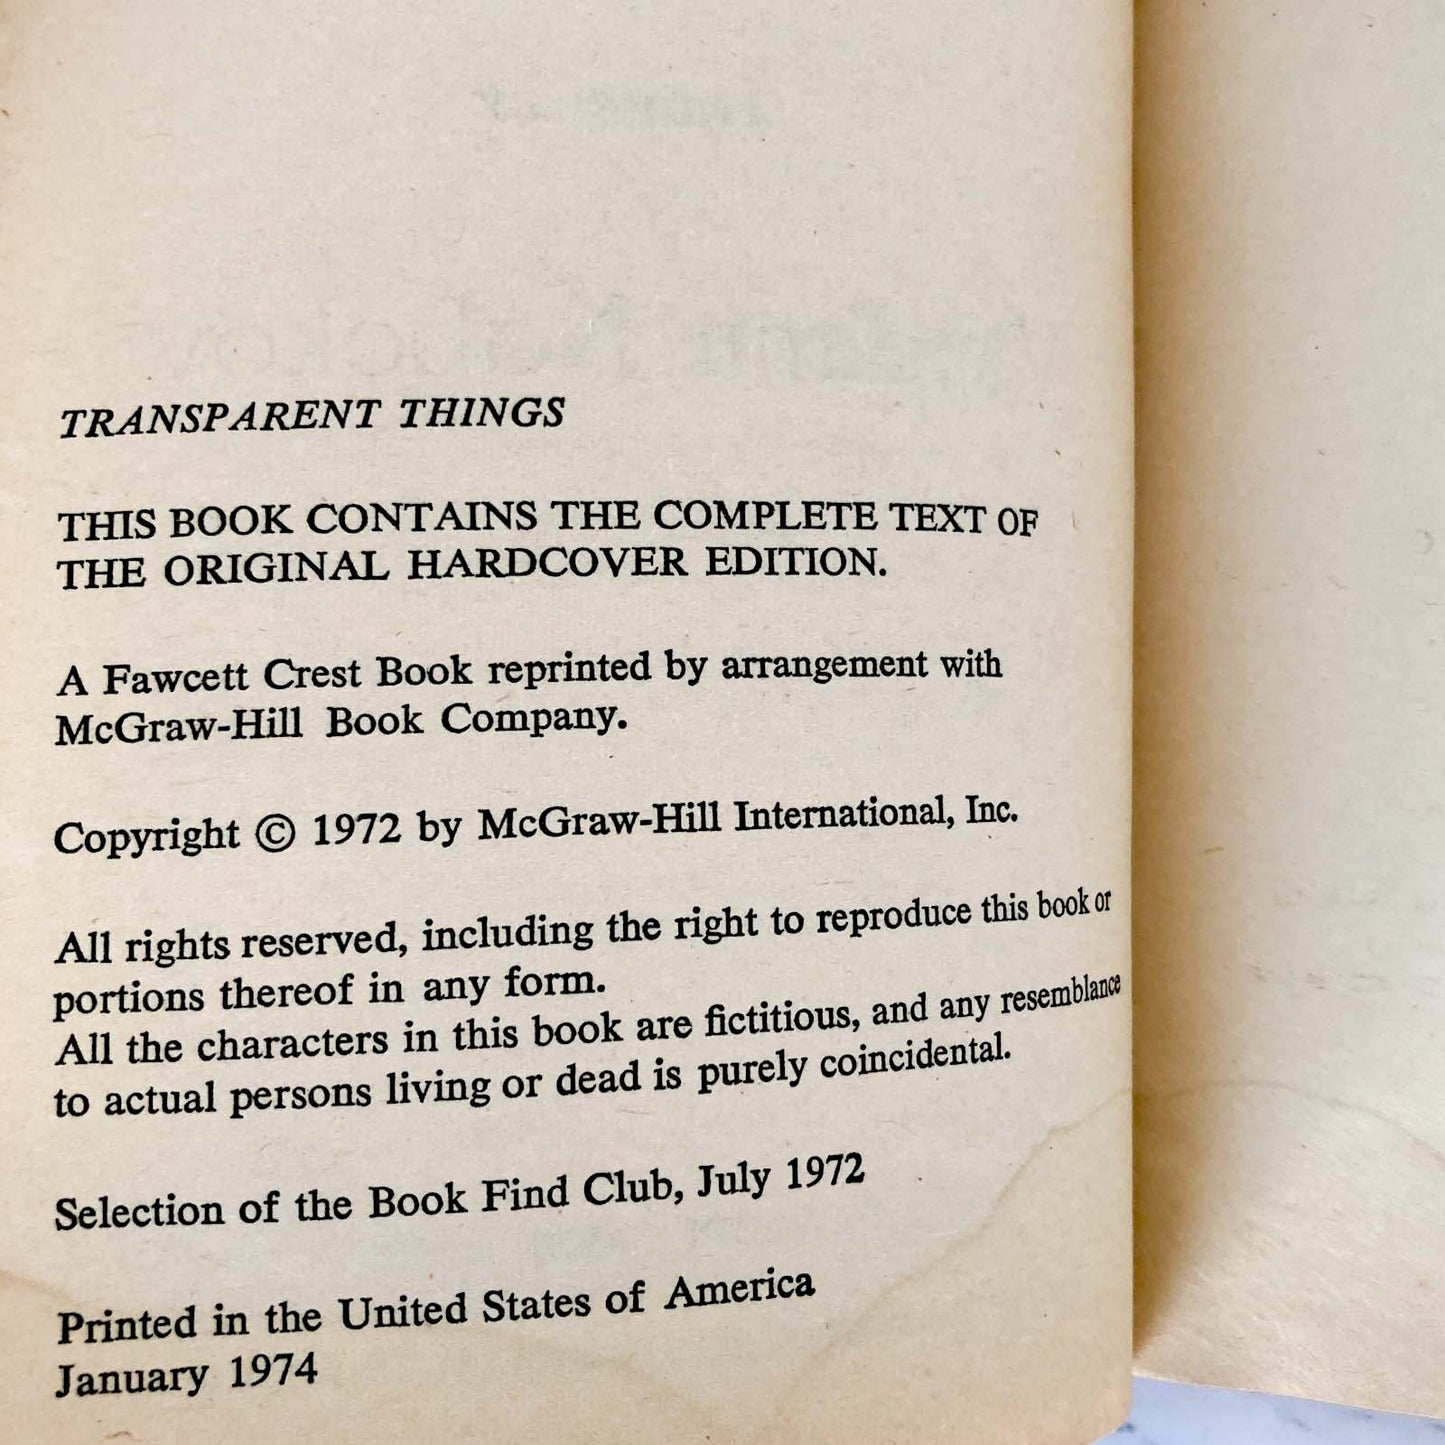 TRANSPARENT THINGS
THIS BOOK CONTAINS THE COMPLETE TEXT OF
THE ORIGINAL HARDCOVER EDITION.
A Fawcett Crest Book reprinted by arrangement with
McGraw-Hill Book Company.
Copyright © 1972 by McGraw-Hill International, Inc.
All rights reserved, including the right to reproduce this book or
portions thereof in any form.
All the characters in this book are fictitious, and any resemblance
to actual persons living or dead is purely coincidental.
Selection of the Book Find Club, July 1972
Printed in the United States of America
January 1974